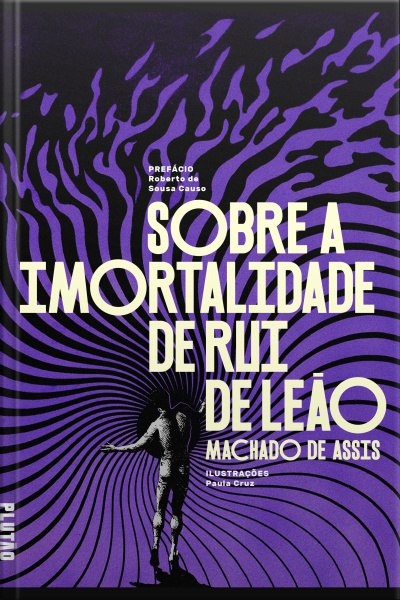 PREFÁCIO
Roberto de
Sousa Causo
SOBRE A
IMORTALIDADE
DE RUI
DE LEÃO
MACHADO DE ASSIS
ILUSTRAÇÕES
Paula Cruz
PLUTÃO